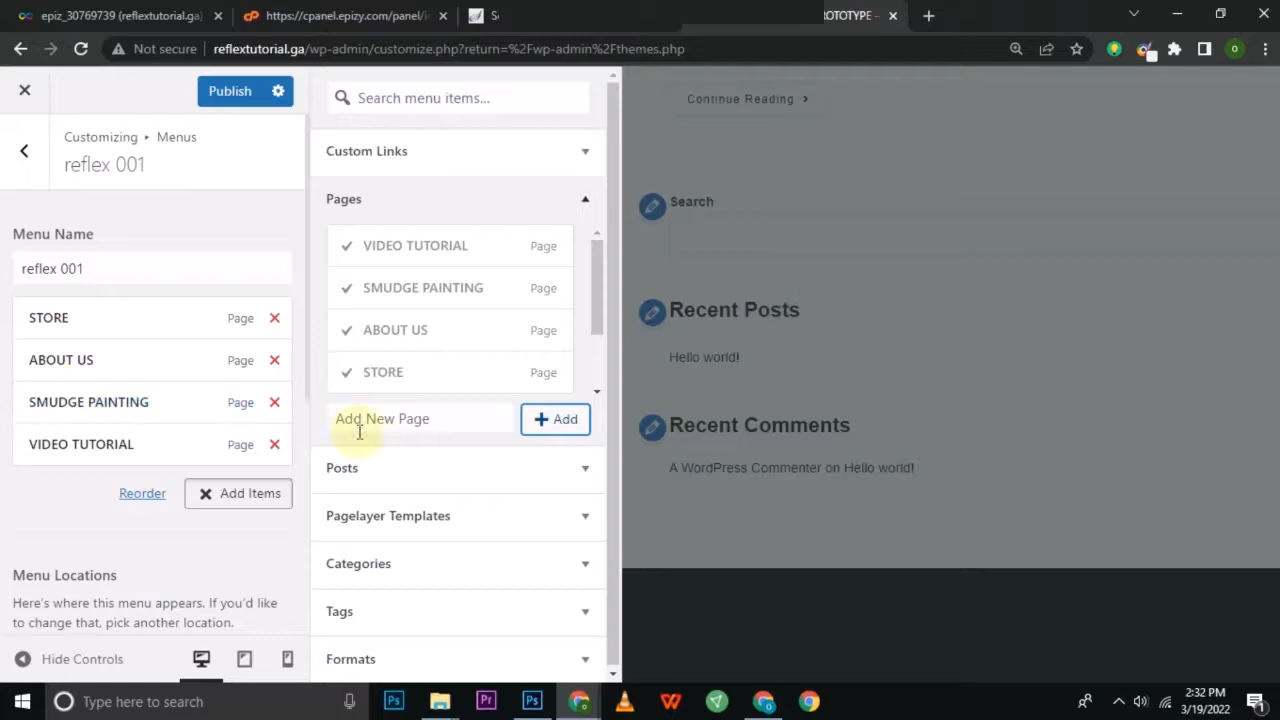 epiz_30769739 (reflextutorial.ga)
https://cpanel.epizy.com/panel/i
ROTOTYPE –
Not secure
reflextutorial.ga/wp-admin/customize.php?return=%2Fwp-admin%2Fthemes.php
Publish
Customizing ▸ Menus
reflex 001
Menu Name
reflex 001
STORE Page
ABOUT US Page
SMUDGE PAINTING Page
VIDEO TUTORIAL Page
Reorder
Add Items
Menu Locations
Here's where this menu appears. If you'd like
to change that, pick another location.
Hide Controls
Search menu items...
Custom Links
Pages
VIDEO TUTORIAL Page
SMUDGE PAINTING Page
ABOUT US Page
STORE Page
Add New Page
+ Add
Posts
Pagelayer Templates
Categories
Tags
Formats
Continue Reading
Search
Recent Posts
Hello world!
Recent Comments
A WordPress Commenter on Hello world!
Type here to search
2:32 PM
3/19/2022